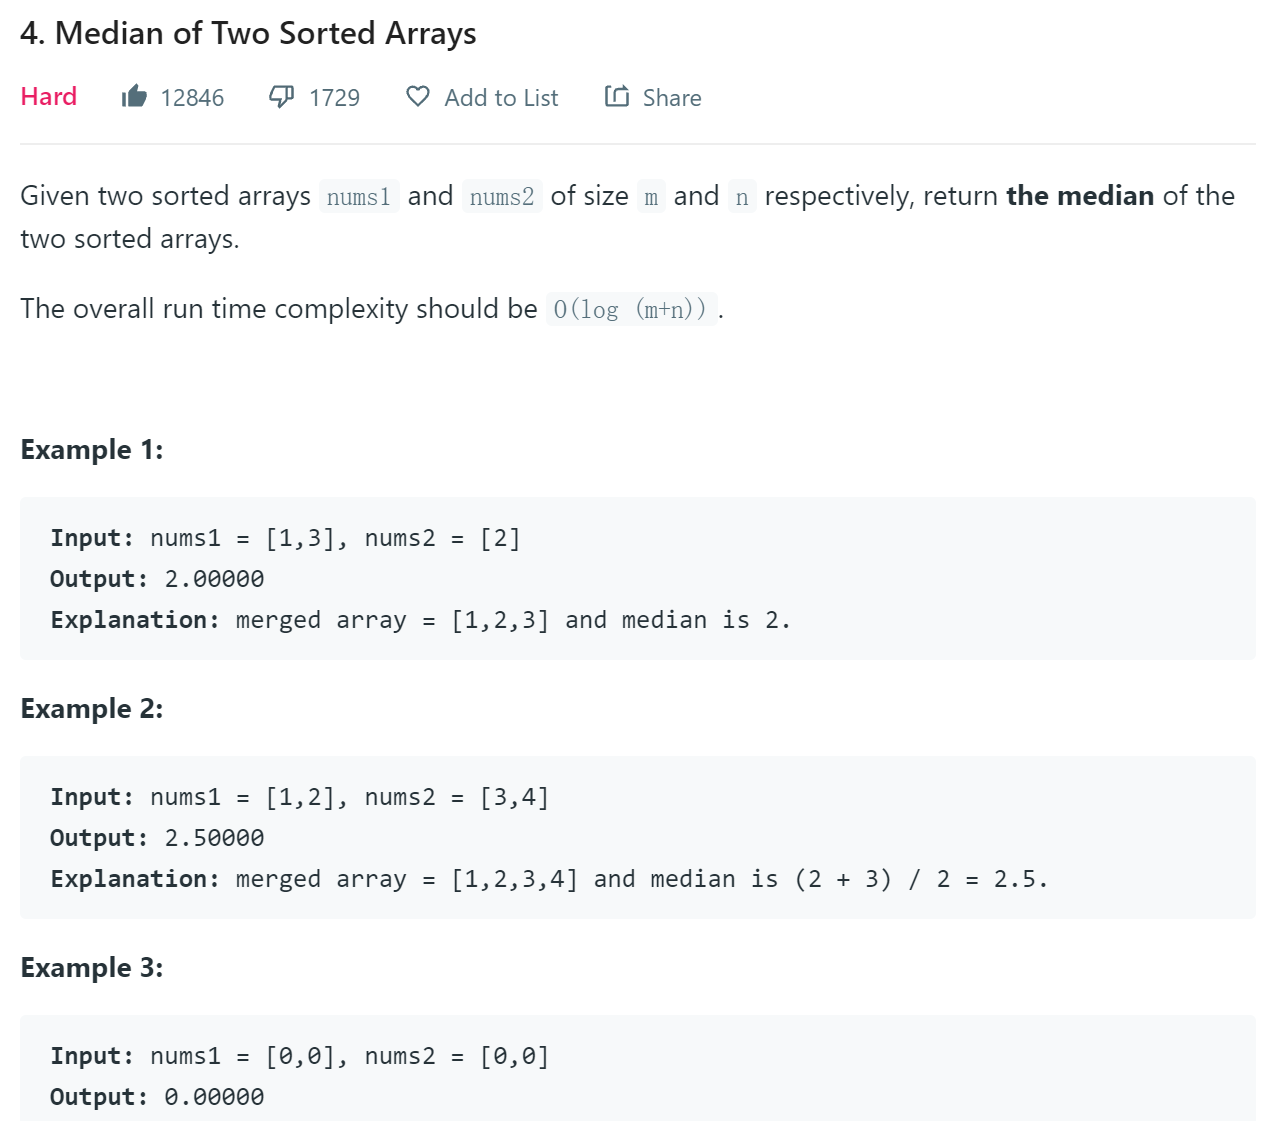 4. Median of Two Sorted Arrays
Hard 12846 1729 Add to List Share
Given two sorted arrays nums1 and nums2 of size m and n respectively, return the median of the
two sorted arrays.
The overall run time complexity should be O(log (m+n)).
Example 1:
Input: nums1 = [1,3], nums2 = [2]
Output: 2.00000
Explanation: merged array = [1,2,3] and median is 2.
Example 2:
Input: nums1 = [1,2], nums2 = [3,4]
Output: 2.50000
Explanation: merged array = [1,2,3,4] and median is (2 + 3) / 2 = 2.5.
Example 3:
Input: nums1 = [0,0], nums2 = [0,0]
Output: 0.00000